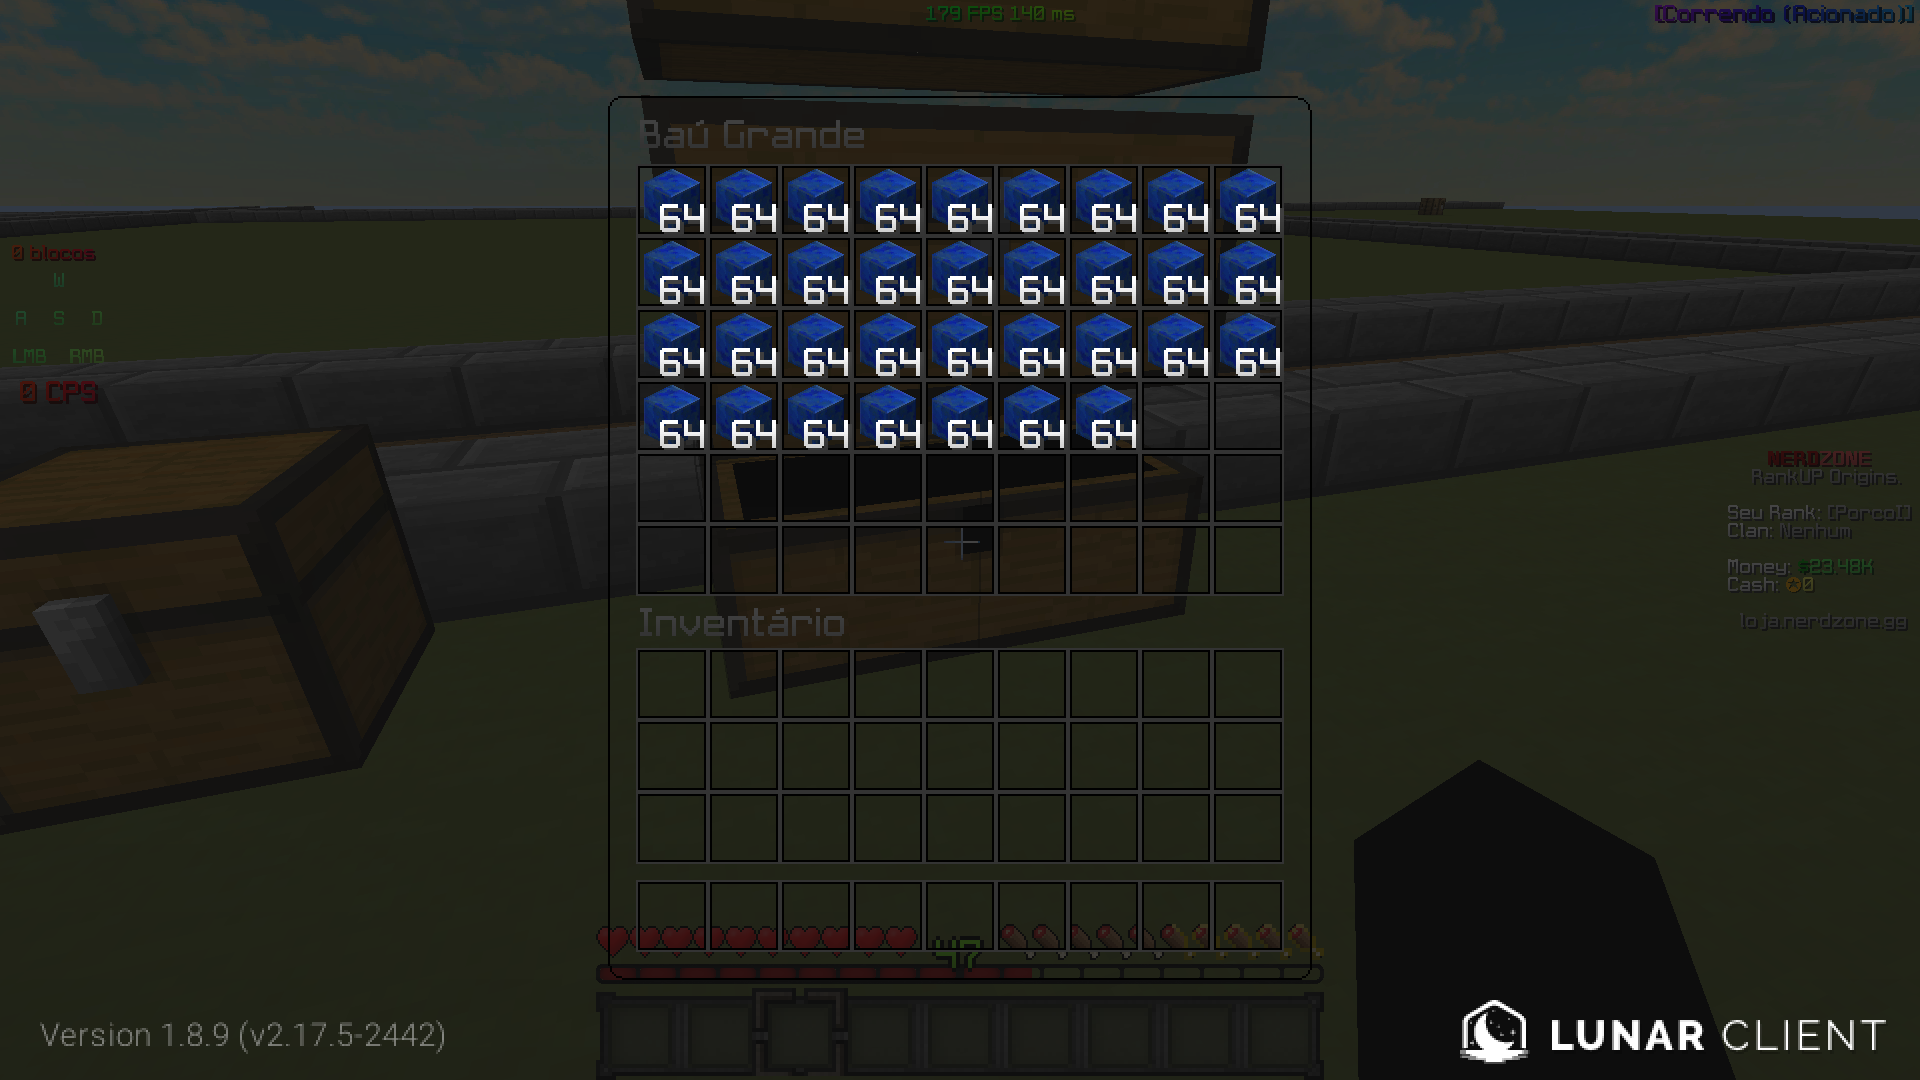 179 FPS 140 ms
[Correndo (Acionado)]
Baú Grande
64 64 64 64 64 64 64 64 64
64 64 64 64 64 64 64 64 64
64 64 64 64 64 64 64 64 64
64 64 64 64 64 64 64
0 blocos
W
A S D
LMB RMB
0 CPS
NERDZONE
RankUP Origins.
Seu Rank: [PorcoI]
Clan: Nenhum
Money: $23.48K
Cash: ✪0
loja.nerdzone.gg
Inventário
47
Version 1.8.9 (v2.17.5-2442)
LUNAR CLIENT